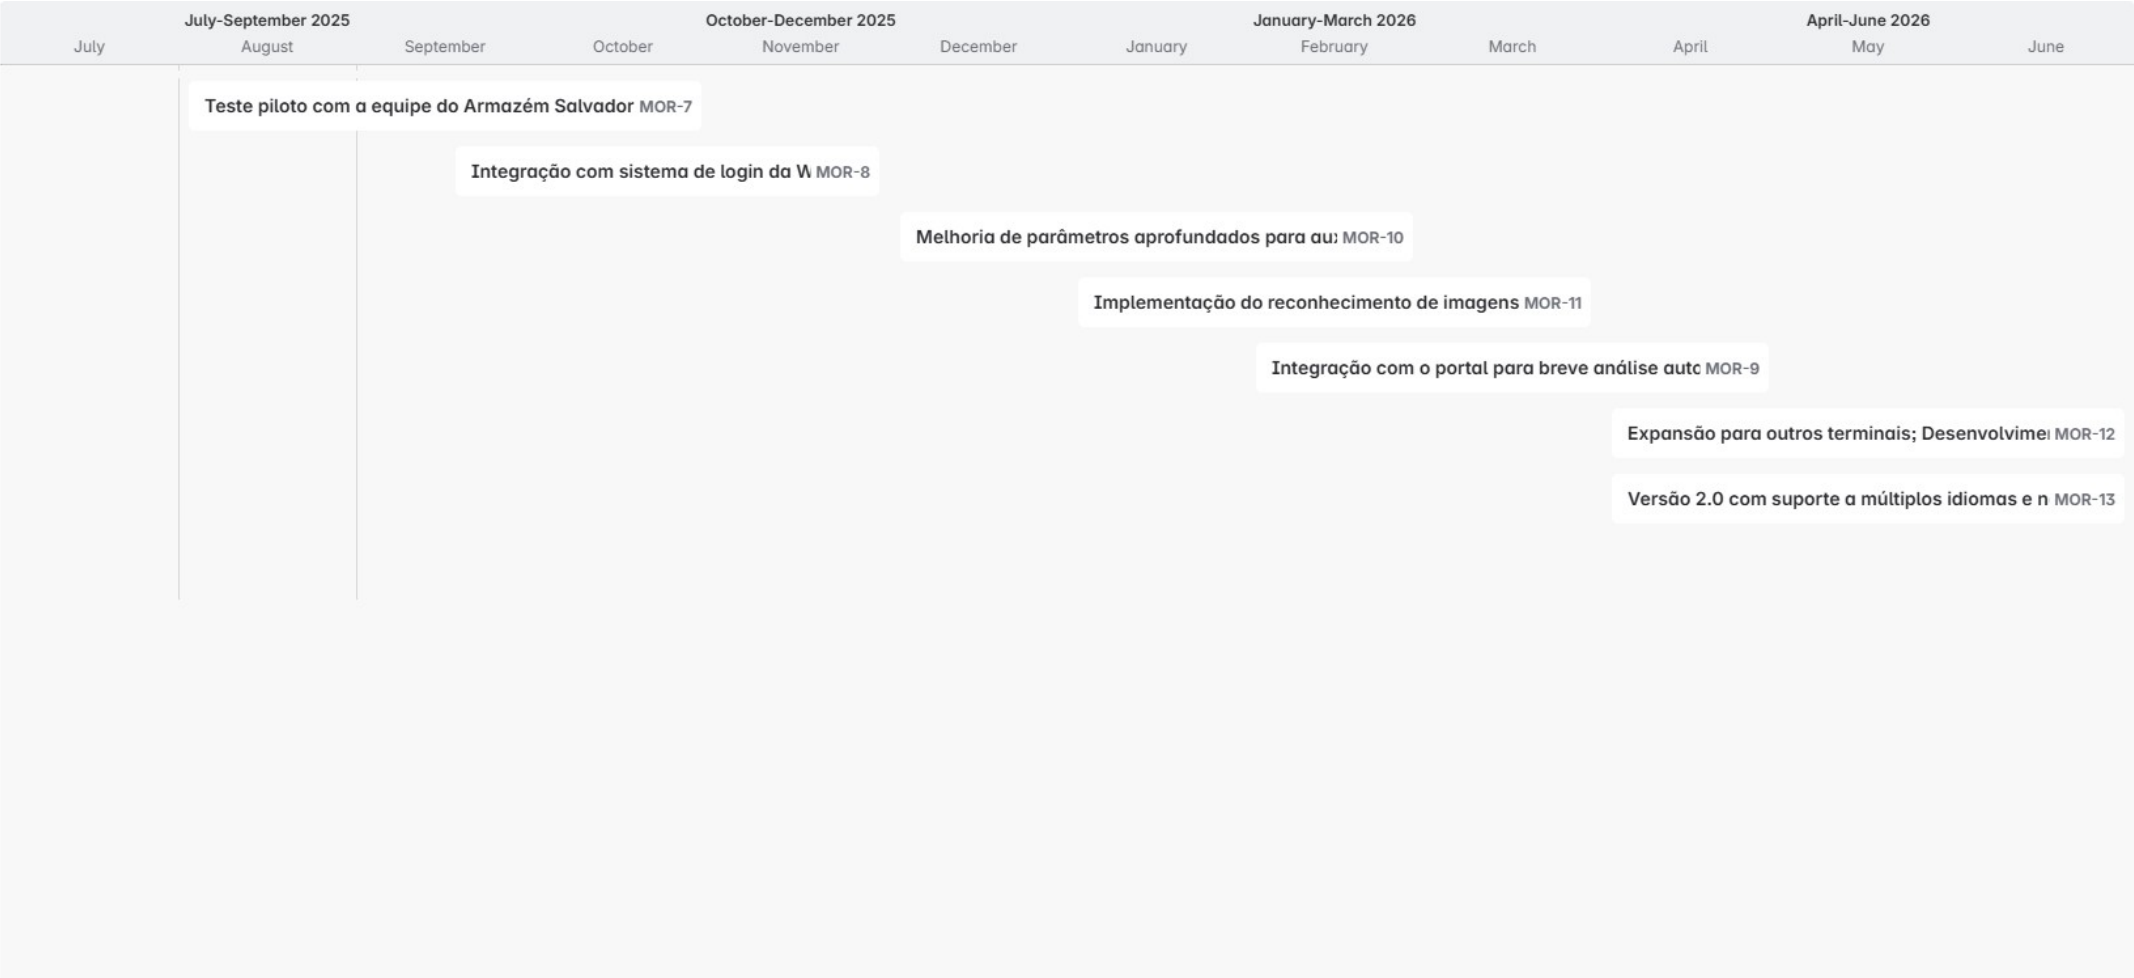 July-September 2025 October-December 2025 January-March 2026 April-June 2026
July August September October November December January February March April May June
Teste piloto com a equipe do Armazém Salvador MOR-7
Integração com sistema de login da W MOR-8
Melhoria de parâmetros aprofundados para au MOR-10
Implementação do reconhecimento de imagens MOR-11
Integração com o portal para breve análise auto MOR-9
Expansão para outros terminais; Desenvolvime MOR-12
Versão 2.0 com suporte a múltiplos idiomas e n MOR-13